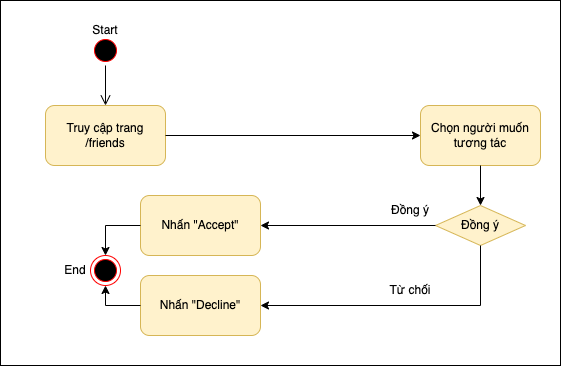 Start
Truy cập trang
/friends
Chọn người muốn
tương tác
Đồng ý
Đồng ý
Nhấn "Accept"
End
Từ chối
Nhấn "Decline"